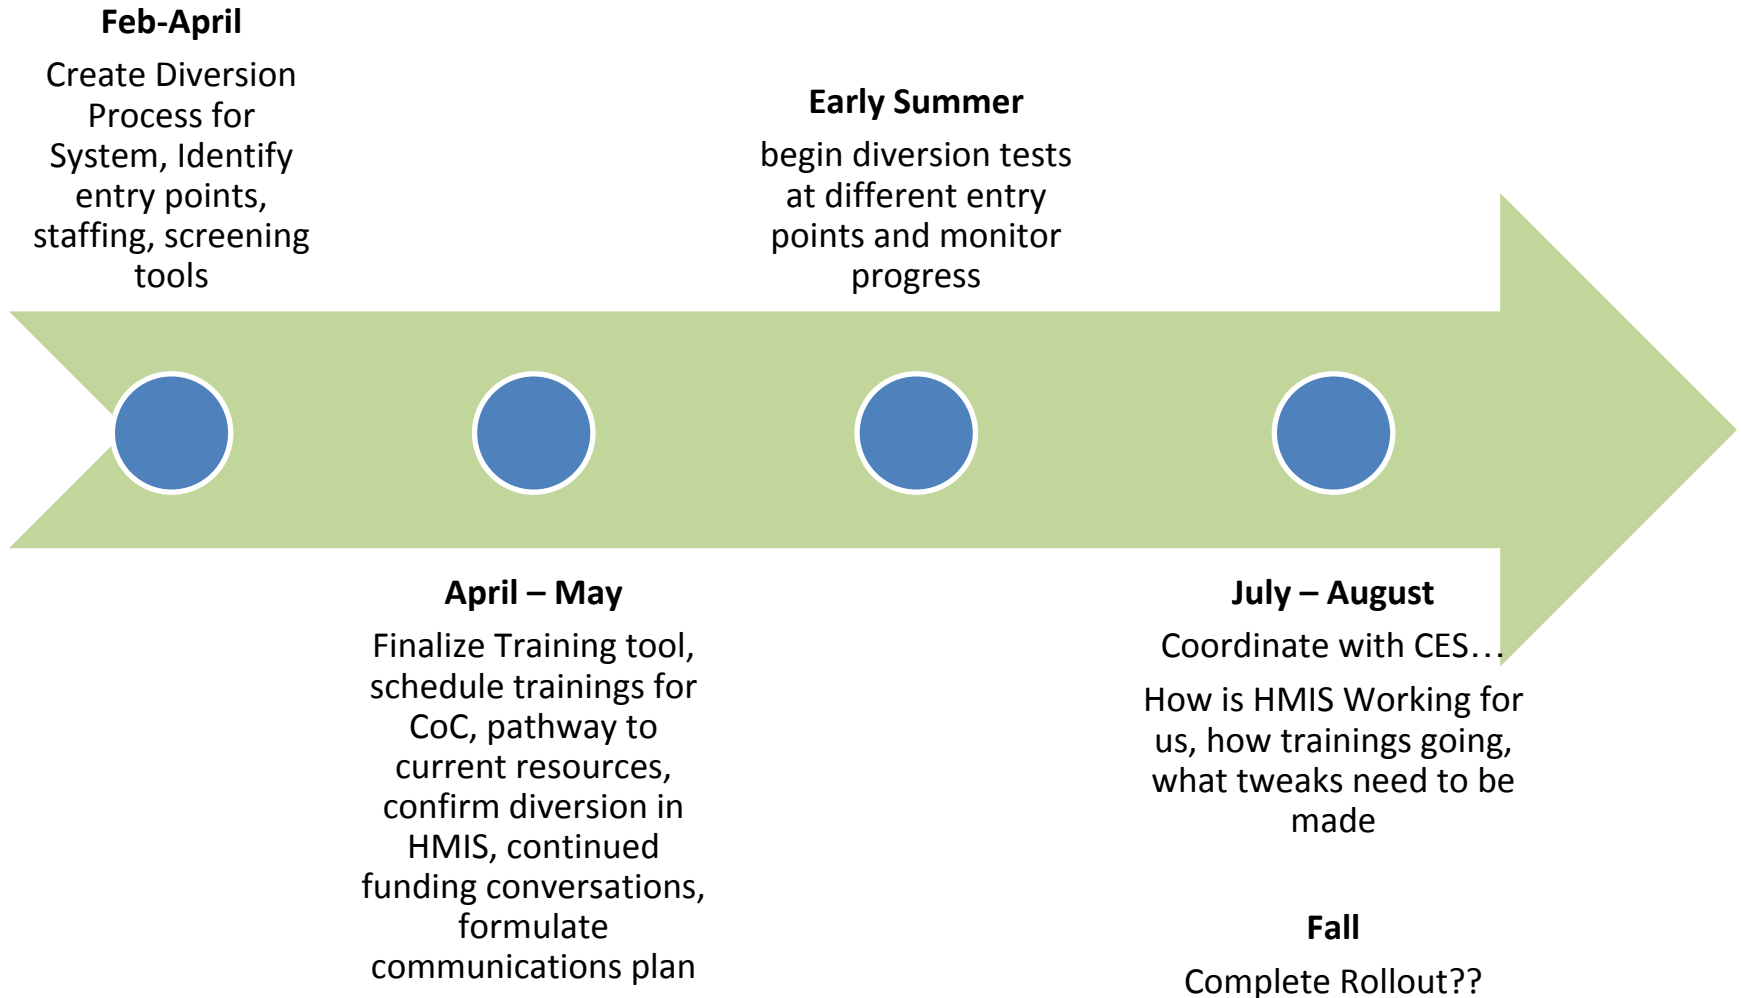 Feb-April
Create Diversion
Process for
System, Identify
entry points,
staffing, screening
tools
Early Summer
begin diversion tests
at different entry
points and monitor
progress
April – May
Finalize Training tool,
schedule trainings for
CoC, pathway to
current resources,
confirm diversion in
HMIS, continued
funding conversations,
formulate
communications plan
July – August
Coordinate with CES…
How is HMIS Working for
us, how trainings going,
what tweaks need to be
made
Fall
Complete Rollout??